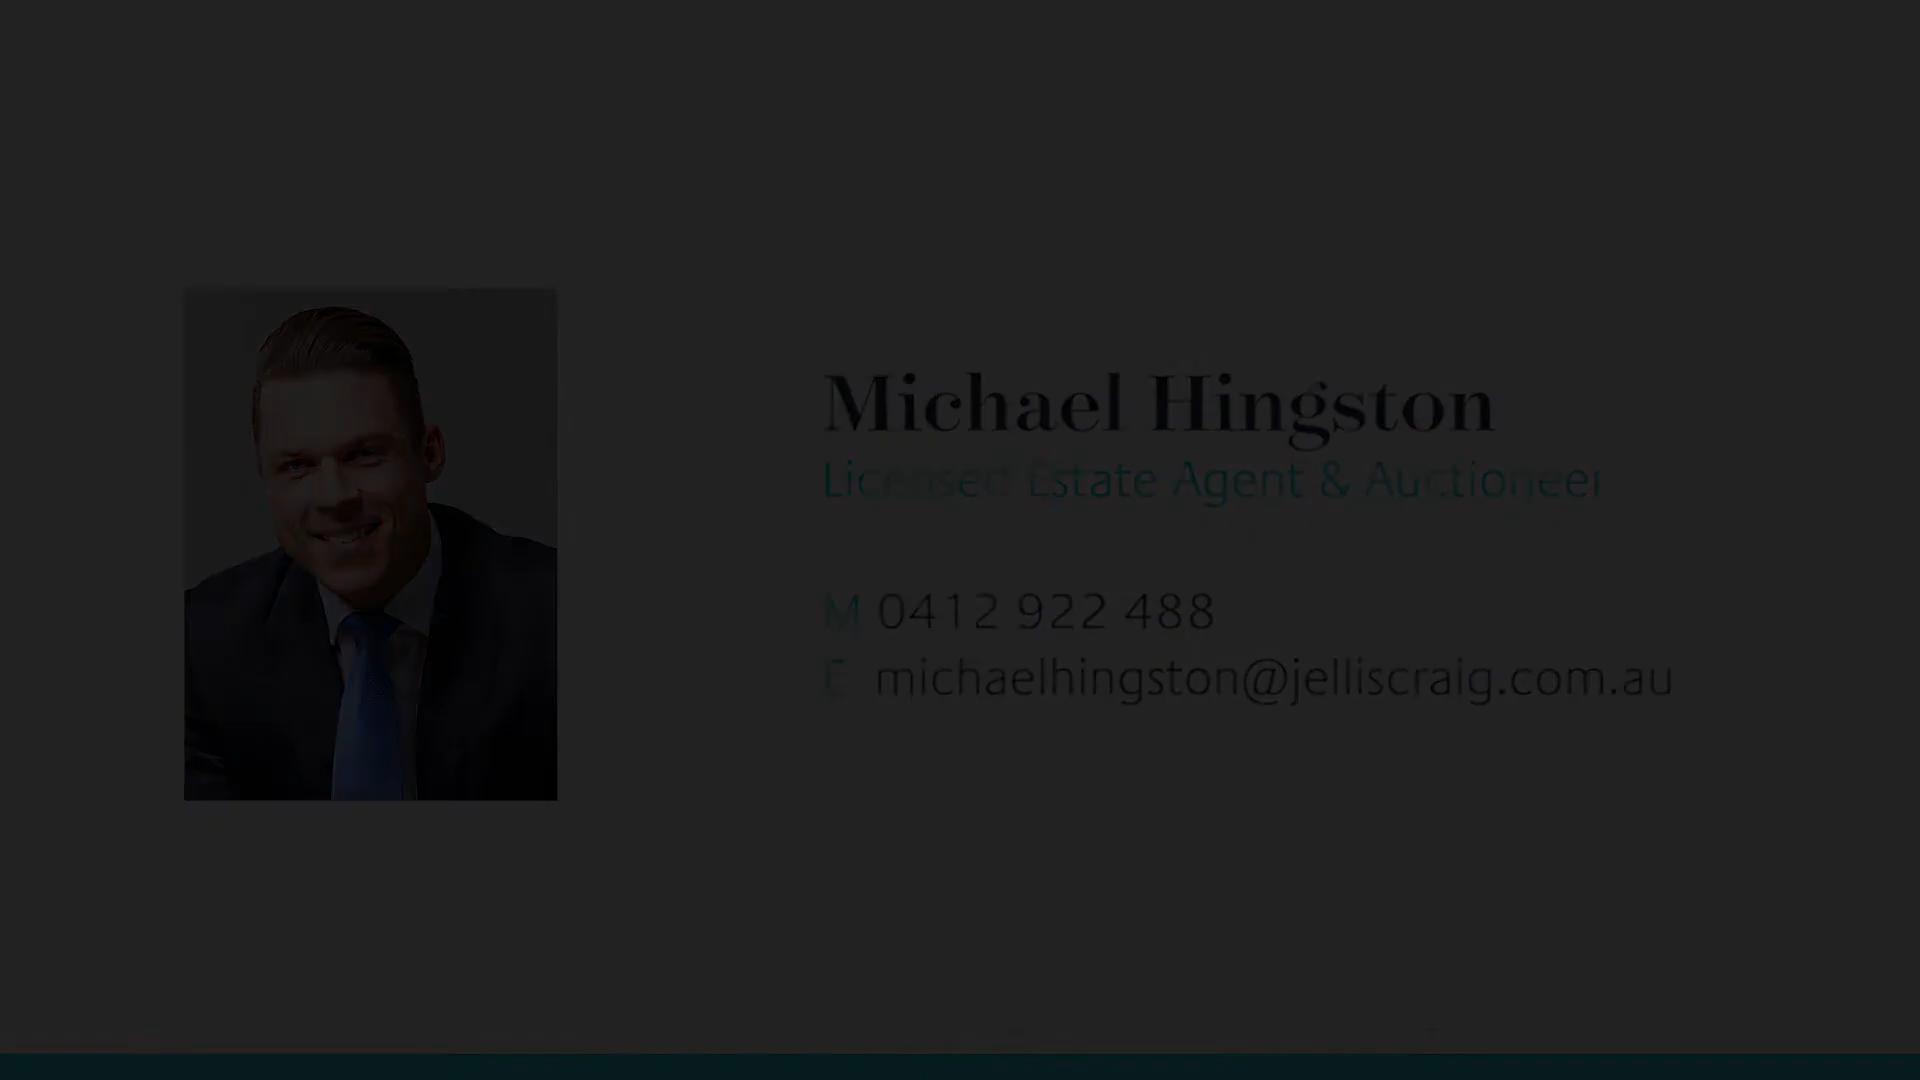 Michael Hingston
Licensed Estate Agent & Auctioneer
M 0412 922 488
E michaelhingston@jelliscraig.com.au